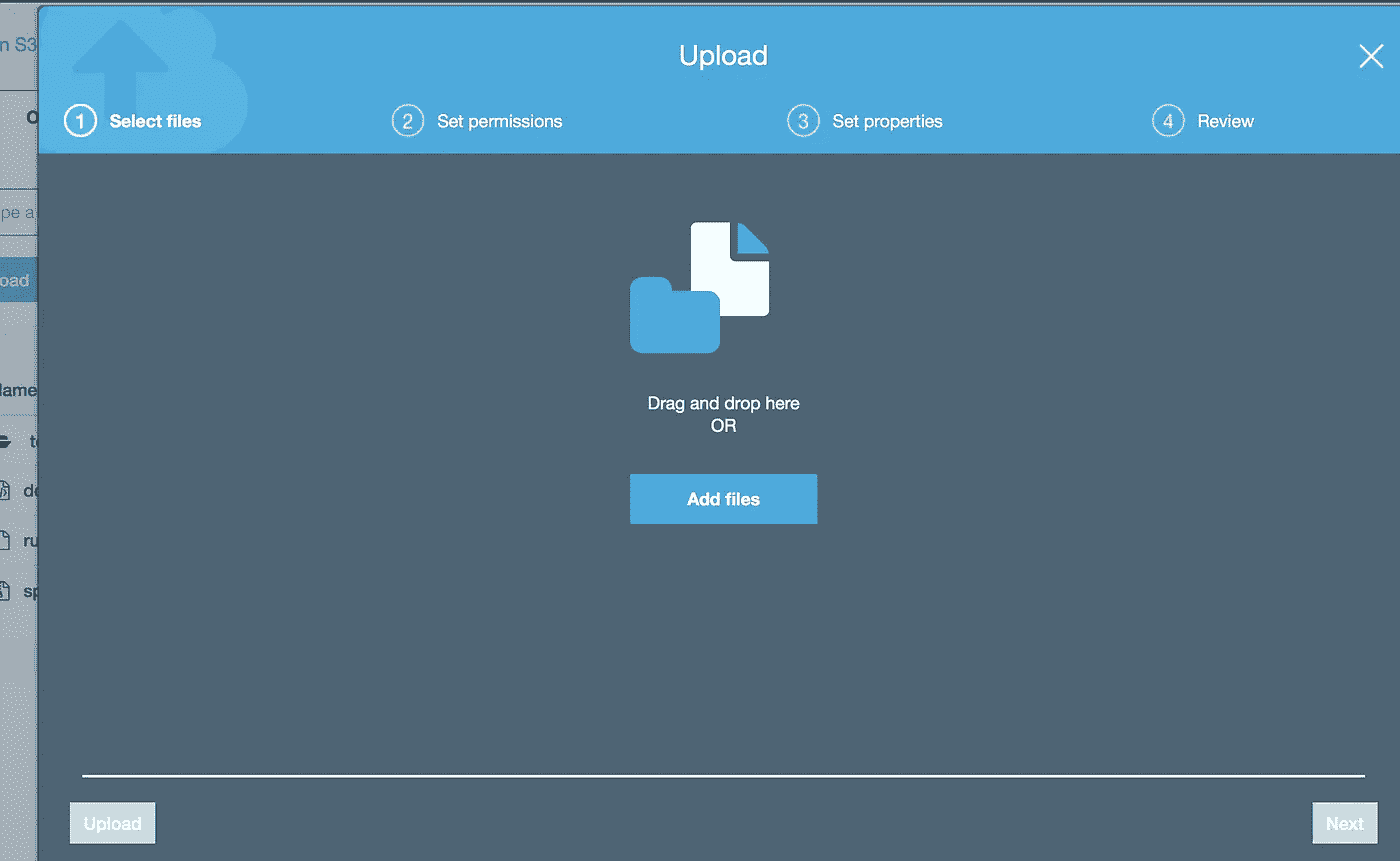 Upload
1 Select files
2 Set permissions
3 Set properties
4 Review
n S3
pe a
oad
lame
Drag and drop here
OR
Add files
de
ru
sp
Upload
Next